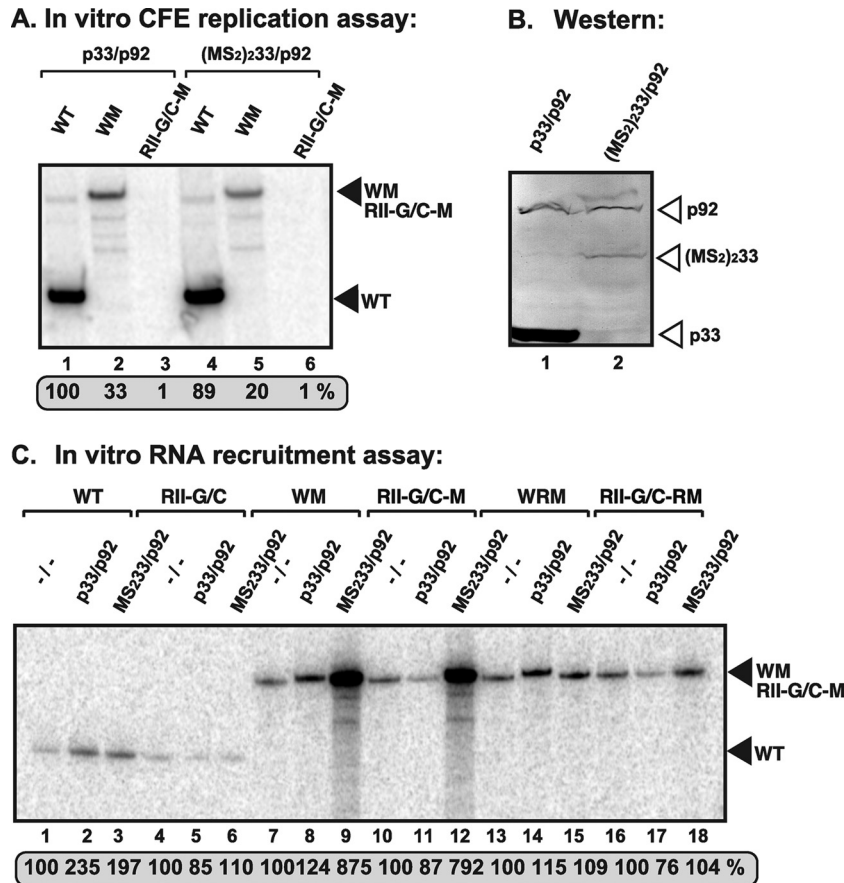 A. In vitro CFE replication assay:
p33/p92 (MS₂)₂33/p92
WT WM RII-G/C-M WT WM RII-G/C-M
WM
RII-G/C-M
WT
1 2 3 4 5 6
100 33 1 89 20 1 %
B. Western:
p33/p92 (MS₂)₂33/p92
p92
(MS₂)₂33
p33
1 2
C. In vitro RNA recruitment assay:
WT RII-G/C WM RII-G/C-M WRM RII-G/C-RM
-/- p33/p92 MS₂33/p92 -/- p33/p92 MS₂33/p92 -/- p33/p92 MS₂33/p92 -/- p33/p92 MS₂33/p92 -/- p33/p92 MS₂33/p92 -/- p33/p92 MS₂33/p92
WM
RII-G/C-M
WT
1 2 3 4 5 6 7 8 9 10 11 12 13 14 15 16 17 18
100 235 197 100 85 110 100 124 875 100 87 792 100 115 109 100 76 104 %